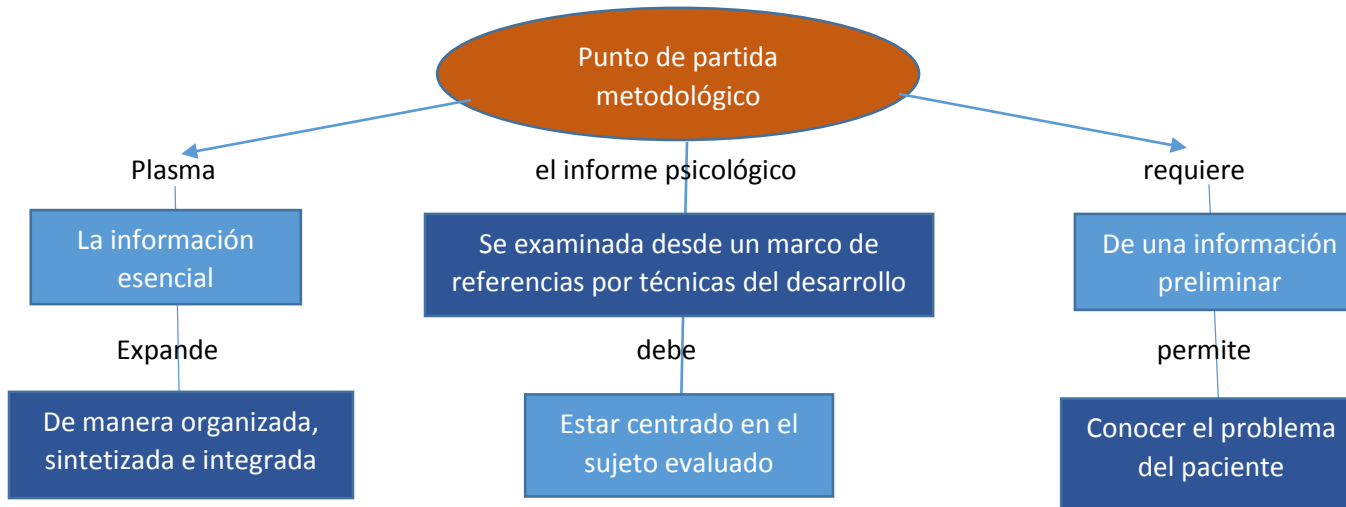 Punto de partida
metodológico
Plasma
el informe psicológico
requiere
La información
esencial
Se examinada desde un marco de
referencias por técnicas del desarrollo
De una información
preliminar
Expande
debe
permite
De manera organizada,
sintetizada e integrada
Estar centrado en el
sujeto evaluado
Conocer el problema
del paciente